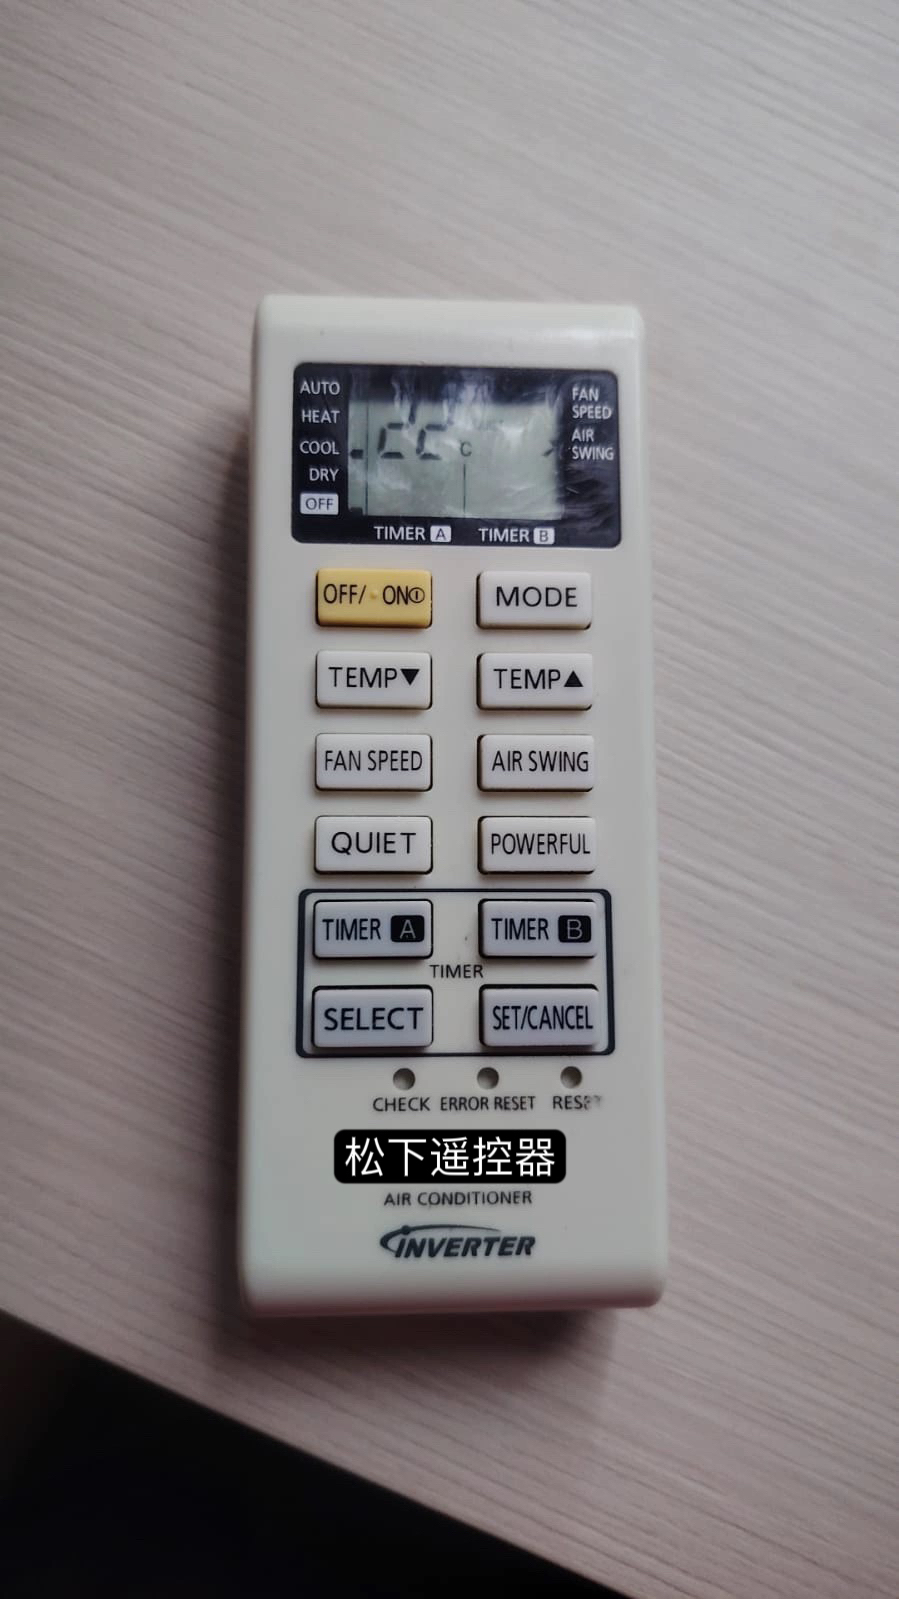 AUTO
HEAT
COOL
DRY
OFF
FAN
SPEED
AIR
SWING
C
TIMER A TIMER B
OFF/ • ON
MODE
TEMP▼ TEMP▲
FAN SPEED AIR SWING
QUIET POWERFUL
TIMER A TIMER B
TIMER
SELECT SET/CANCEL
CHECK ERROR RESET RESET
松下遥控器
AIR CONDITIONER
INVERTER